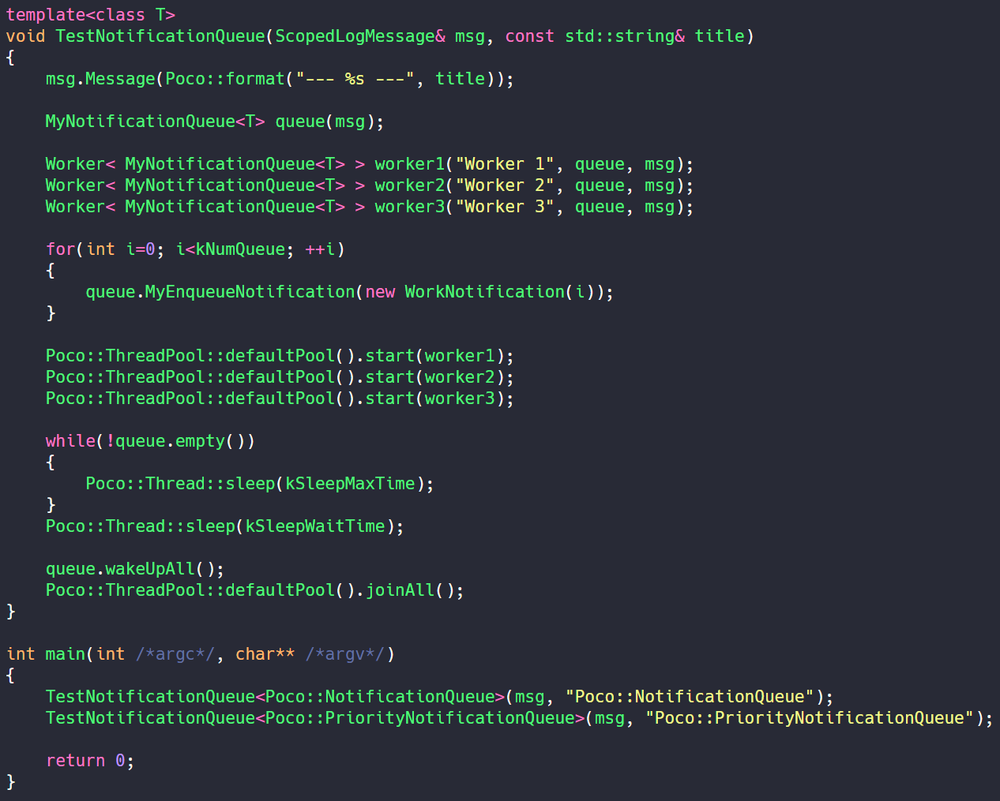 template<class T>
void TestNotificationQueue(ScopedLogMessage& msg, const std::string& title)
{
    msg.Message(Poco::format("--- %s ---", title));

    MyNotificationQueue<T> queue(msg);

    Worker< MyNotificationQueue<T> > worker1("Worker 1", queue, msg);
    Worker< MyNotificationQueue<T> > worker2("Worker 2", queue, msg);
    Worker< MyNotificationQueue<T> > worker3("Worker 3", queue, msg);

    for(int i=0; i<kNumQueue; ++i)
    {
        queue.MyEnqueueNotification(new WorkNotification(i));
    }

    Poco::ThreadPool::defaultPool().start(worker1);
    Poco::ThreadPool::defaultPool().start(worker2);
    Poco::ThreadPool::defaultPool().start(worker3);

    while(!queue.empty())
    {
        Poco::Thread::sleep(kSleepMaxTime);
    }
    Poco::Thread::sleep(kSleepWaitTime);

    queue.wakeUpAll();
    Poco::ThreadPool::defaultPool().joinAll();
}

int main(int /*argc*/, char** /*argv*/)
{
    TestNotificationQueue<Poco::NotificationQueue>(msg, "Poco::NotificationQueue");
    TestNotificationQueue<Poco::PriorityNotificationQueue>(msg, "Poco::PriorityNotificationQueue");

    return 0;
}